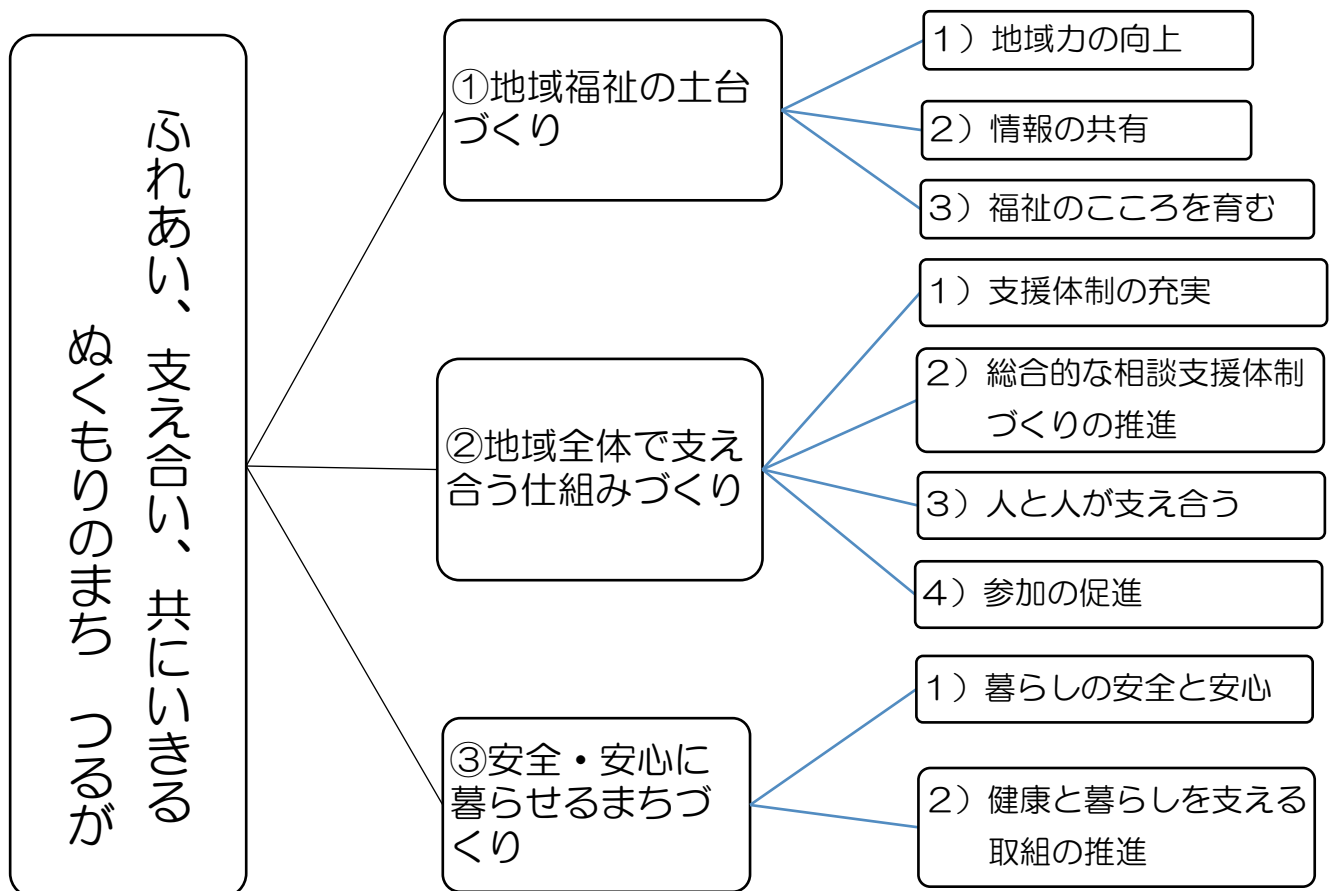 ふれあい、支え合い、共にいきる
ぬくもりのまち　つるが
①地域福祉の土台
づくり
１）地域力の向上
２）情報の共有
３）福祉のこころを育む
②地域全体で支え
合う仕組みづくり
１）支援体制の充実
２）総合的な相談支援体制
づくりの推進
３）人と人が支え合う
４）参加の促進
③安全・安心に
暮らせるまちづ
くり
１）暮らしの安全と安心
２）健康と暮らしを支える
取組の推進